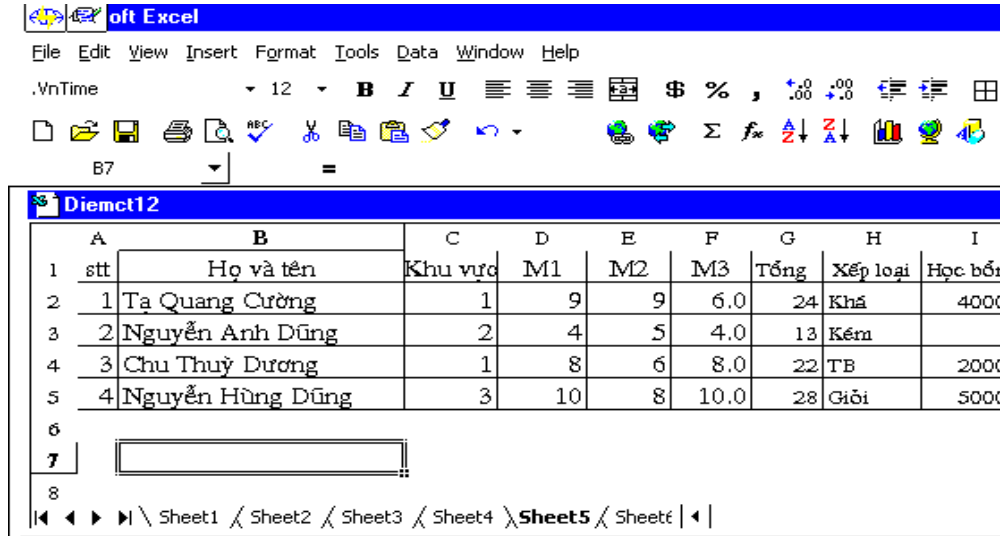 oft Excel
File Edit View Insert Format Tools Data Window Help
.VnTime 12 B I U $ % , .00 .00
ABC Σ fx A Z Z A
B7 =
Diemct12
A B C D E F G H I
1 stt Họ và tên Khu vực M1 M2 M3 Tổng Xếp loại Học
2 1 Tạ Quang Cường 1 9 9 6.0 24 Khá 4000
3 2 Nguyễn Anh Dũng 2 4 5 4.0 13 Kém
4 3 Chu Thuỳ Dương 1 8 6 8.0 22 TB 2000
5 4 Nguyễn Hùng Dũng 3 10 8 10.0 28 Giỏi 5000
6
7
8
Sheet1 Sheet2 Sheet3 Sheet4 Sheet5 Sheet6